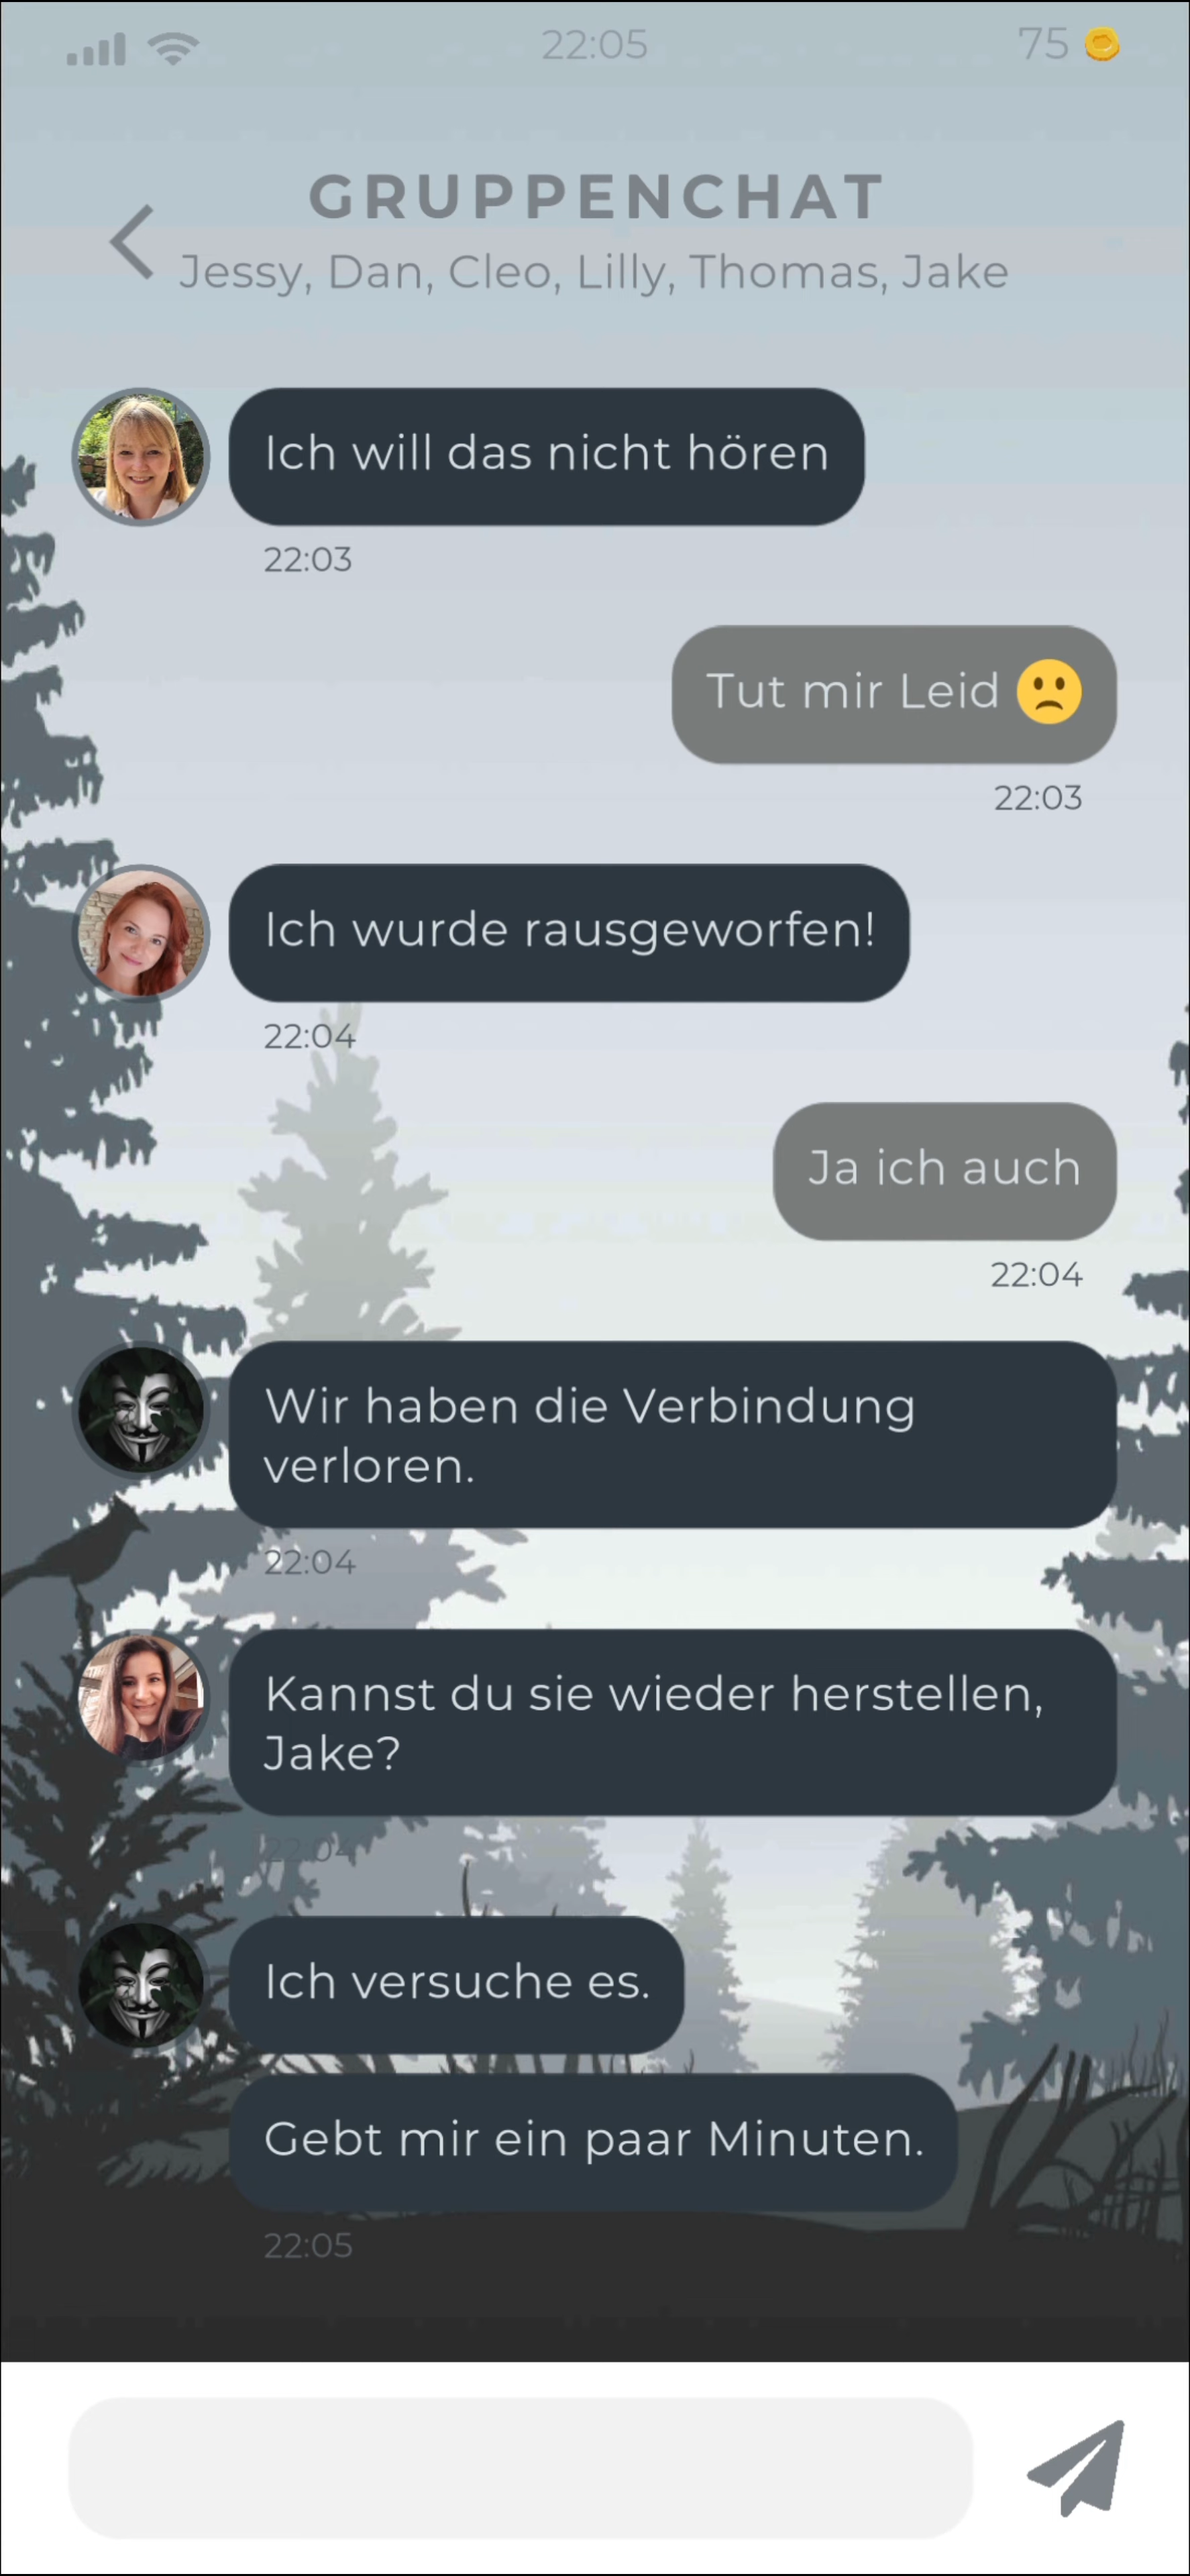 22:05
75
GRUPPENCHAT
Jessy, Dan, Cleo, Lilly, Thomas, Jake
Ich will das nicht hören
22:03
Tut mir Leid 🙁
22:03
Ich wurde rausgeworfen!
22:04
Ja ich auch
22:04
Wir haben die Verbindung
verloren.
22:04
Kannst du sie wieder herstellen,
Jake?
22:04
Ich versuche es.
Gebt mir ein paar Minuten.
22:05